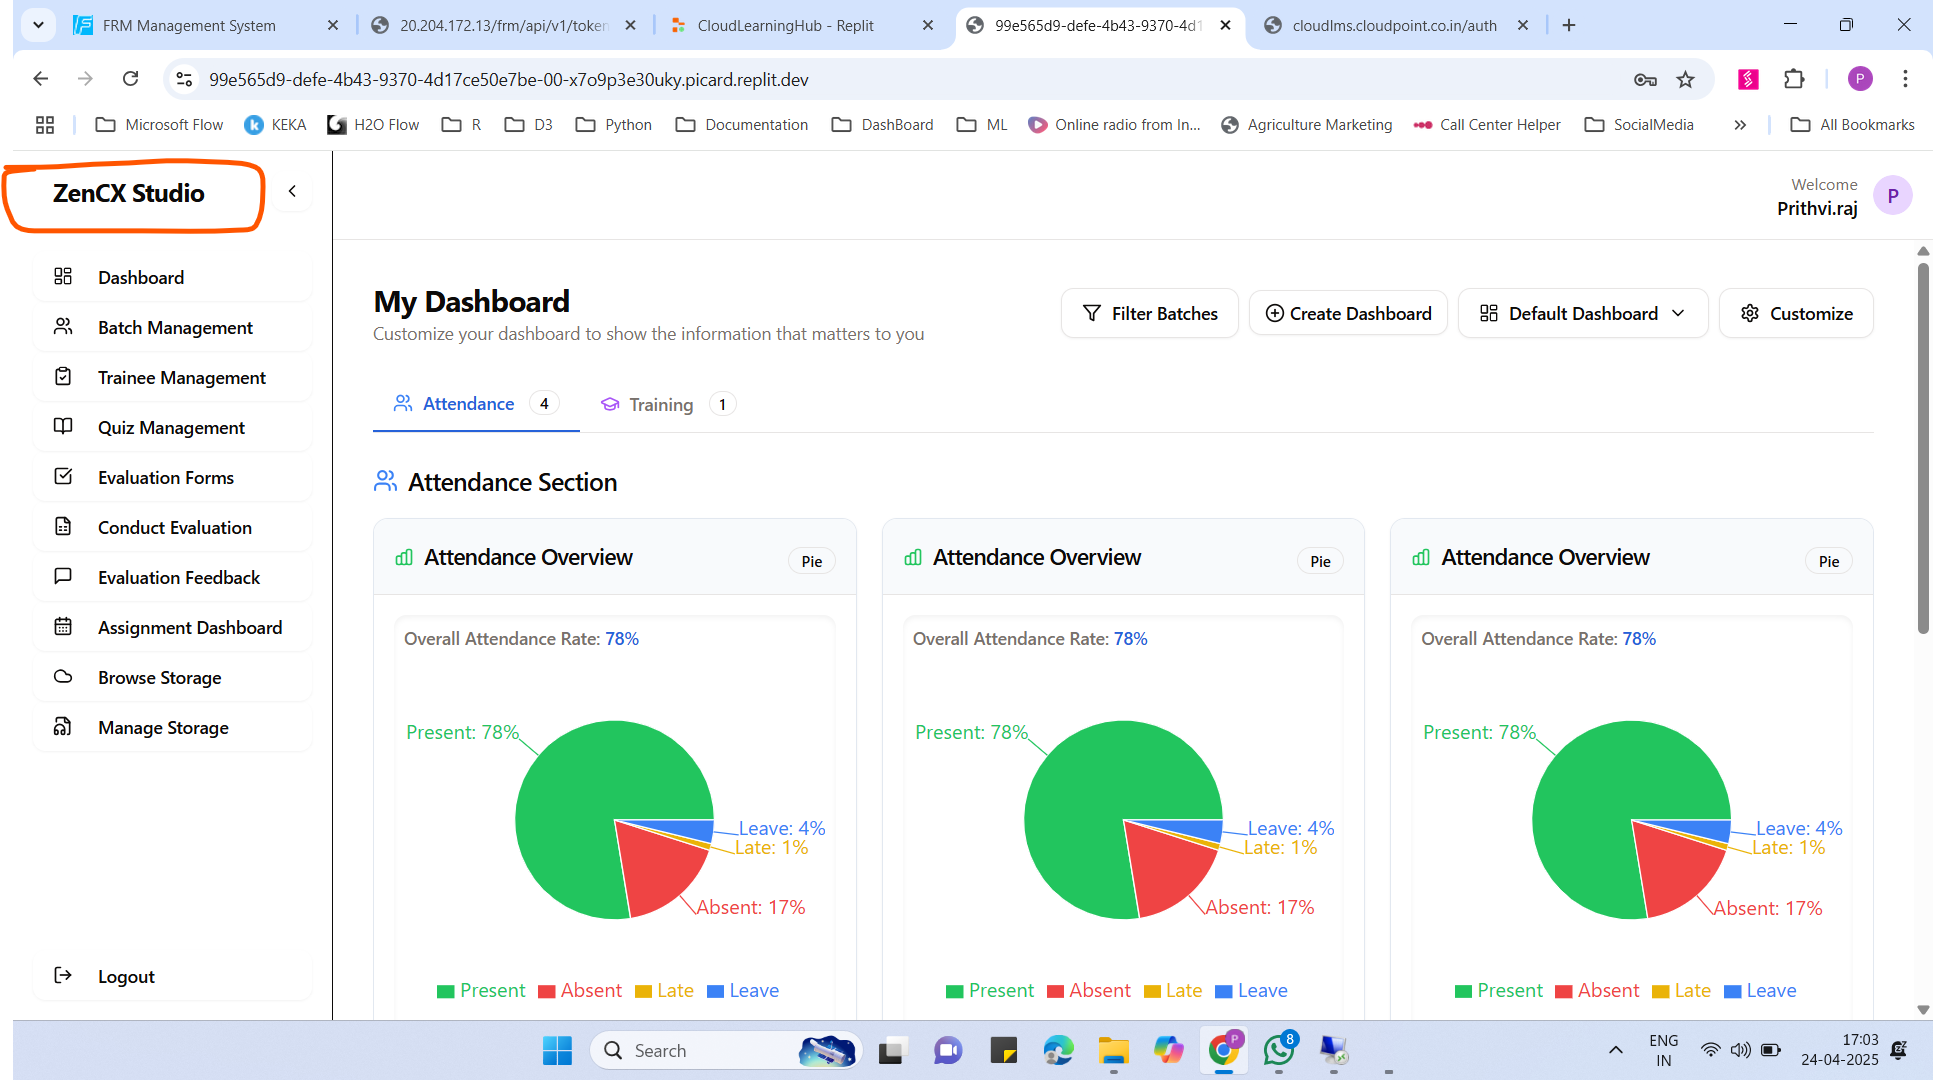 FRM Management System
20.204.172.13/frm/api/v1/token
CloudLearningHub - Replit
99e565d9-defe-4b43-9370-4d1
cloudlms.cloudpoint.co.in/auth
99e565d9-defe-4b43-9370-4d17ce50e7be-00-x7o9p3e30uky.picard.replit.dev
P
Microsoft Flow
KEKA
H2O Flow
R
D3
Python
Documentation
DashBoard
ML
Online radio from In...
Agriculture Marketing
Call Center Helper
SocialMedia
All Bookmarks
ZenCX Studio
Welcome
Prithvi.raj
P
Dashboard
Batch Management
Trainee Management
Quiz Management
Evaluation Forms
Conduct Evaluation
Evaluation Feedback
Assignment Dashboard
Browse Storage
Manage Storage
Logout
My Dashboard
Customize your dashboard to show the information that matters to you
Filter Batches
Create Dashboard
Default Dashboard
Customize
Attendance 4
Training 1
Attendance Section
Attendance Overview
Pie
Overall Attendance Rate: 78%
Present: 78%
Leave: 4%
Late: 1%
Absent: 17%
Present Absent Late Leave
Attendance Overview
Pie
Overall Attendance Rate: 78%
Present: 78%
Leave: 4%
Late: 1%
Absent: 17%
Present Absent Late Leave
Attendance Overview
Pie
Overall Attendance Rate: 78%
Present: 78%
Leave: 4%
Late: 1%
Absent: 17%
Present Absent Late Leave
Search
P
8
ENG
IN
17:03
24-04-2025